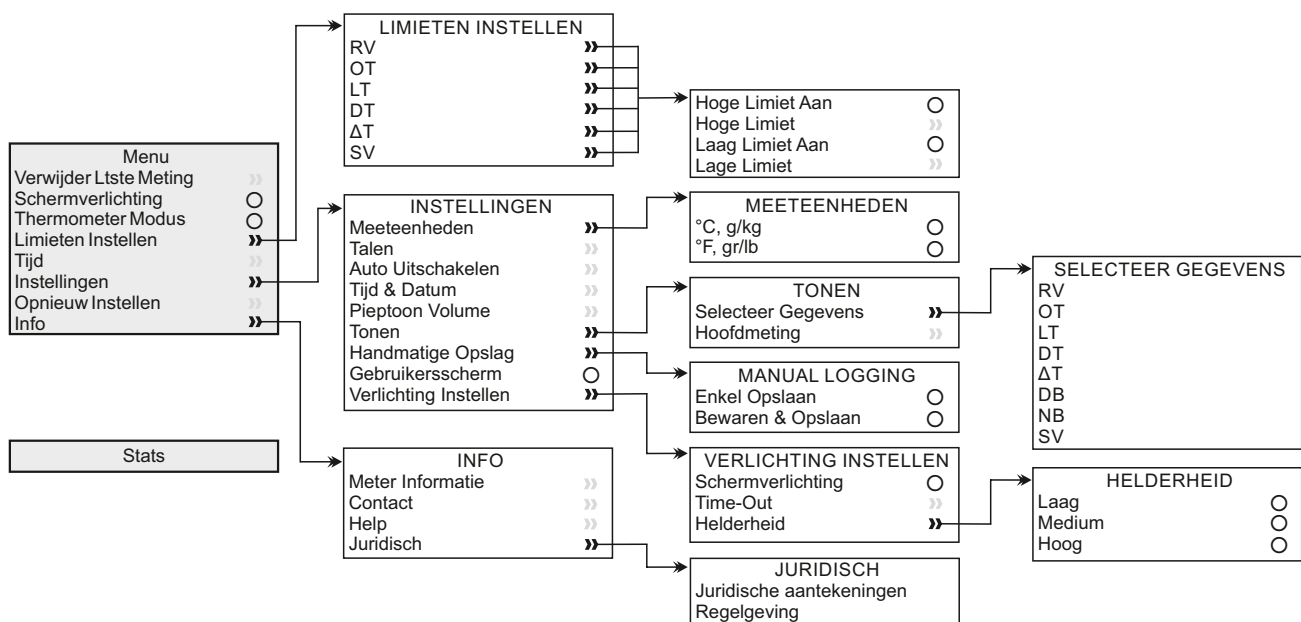 Menu
Verwijder Ltste Meting
Schermverlichting
Thermometer Modus
Limieten Instellen
Tijd
Instellingen
Opnieuw Instellen
Info
Stats
LIMIETEN INSTELLEN
RV
OT
LT
DT
ΔT
SV
Hoge Limiet Aan
Hoge Limiet
Laag Limiet Aan
Lage Limiet
INSTELLINGEN
Meeteenheden
Talen
Auto Uitschakelen
Tijd & Datum
Pieptoon Volume
Tonen
Handmatige Opslag
Gebruikersscherm
Verlichting Instellen
MEETEENHEDEN
°C, g/kg
°F, gr/lb
TONEN
Selecteer Gegevens
Hoofdmeting
SELECTEER GEGEVENS
RV
OT
LT
DT
ΔT
DB
NB
SV
MANUAL LOGGING
Enkel Opslaan
Bewaren & Opslaan
VERLICHTING INSTELLEN
Schermverlichting
Time-Out
Helderheid
HELDERHEID
Laag
Medium
Hoog
INFO
Meter Informatie
Contact
Help
Juridisch
JURIDISCH
Juridische aantekeningen
Regelgeving